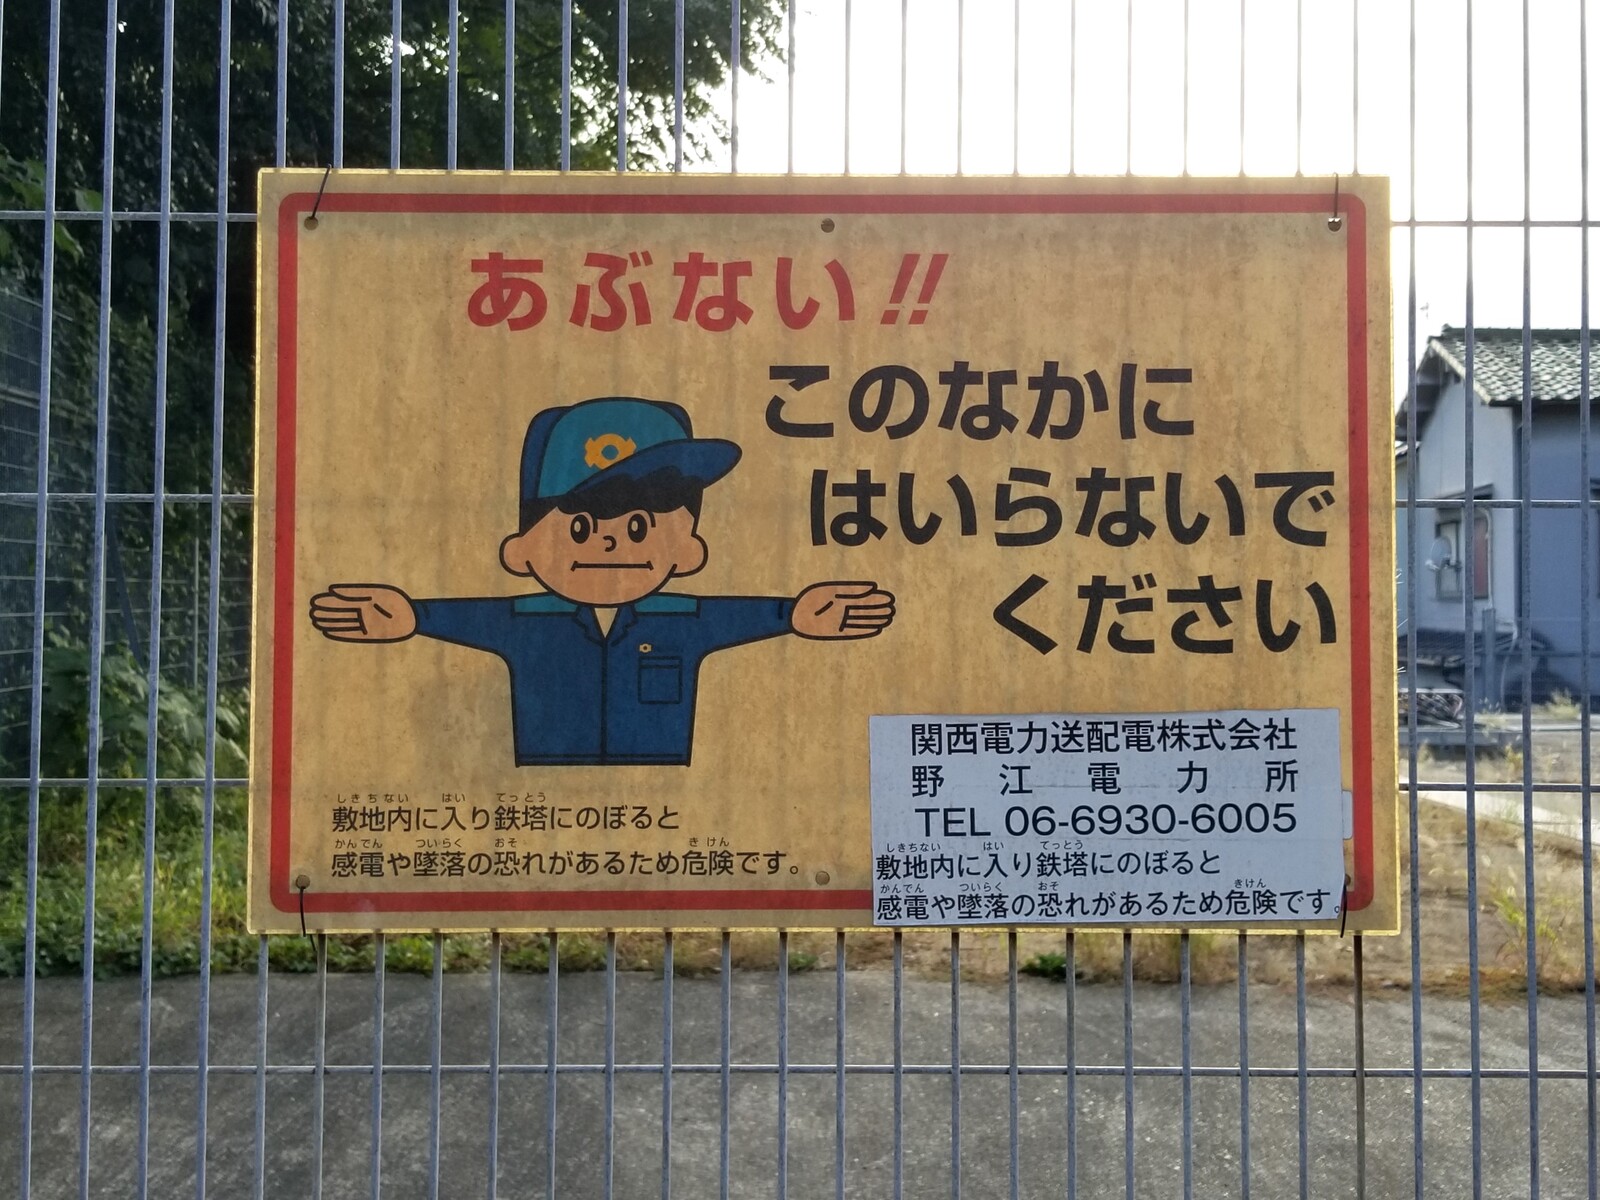 あぶない!!
このなかに
はいらないで
ください
敷地内に入り鉄塔にのぼると
感電や墜落の恐れがあるため危険です。
関西電力送配電株式会社
野江電力所
TEL 06-6930-6005
敷地内に入り鉄塔にのぼると
感電や墜落の恐れがあるため危険です。